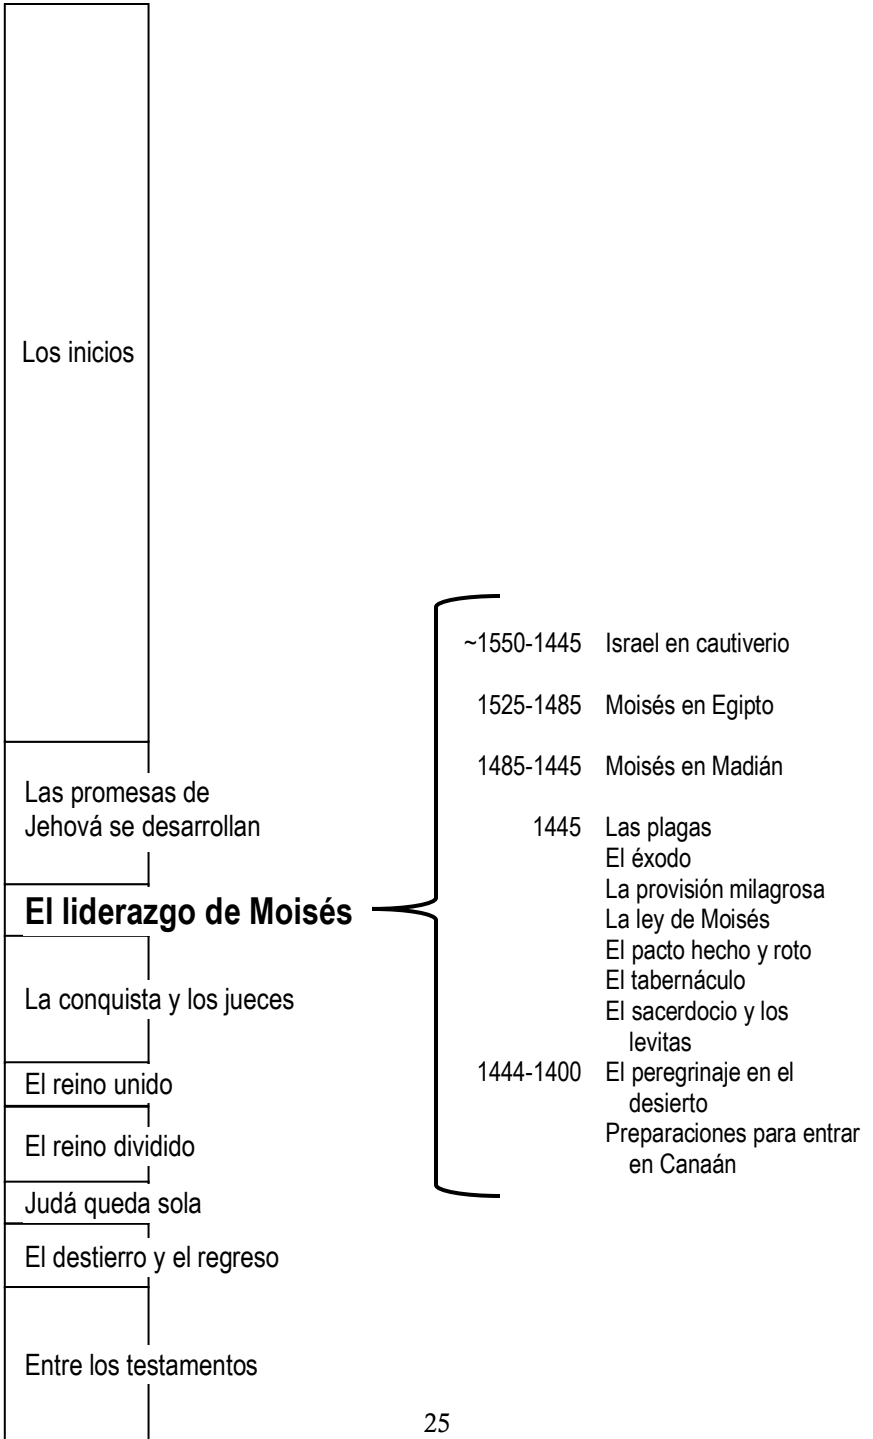 Los inicios
Las promesas de
Jehová se desarrollan
El liderazgo de Moisés
La conquista y los jueces
El reino unido
El reino dividido
Judá queda sola
El destierro y el regreso
Entre los testamentos
~1550-1445 Israel en cautiverio
1525-1485 Moisés en Egipto
1485-1445 Moisés en Madián
1445 Las plagas
El éxodo
La provisión milagrosa
La ley de Moisés
El pacto hecho y roto
El tabernáculo
El sacerdocio y los
levitas
1444-1400 El peregrinaje en el
desierto
Preparaciones para entrar
en Canaán
25